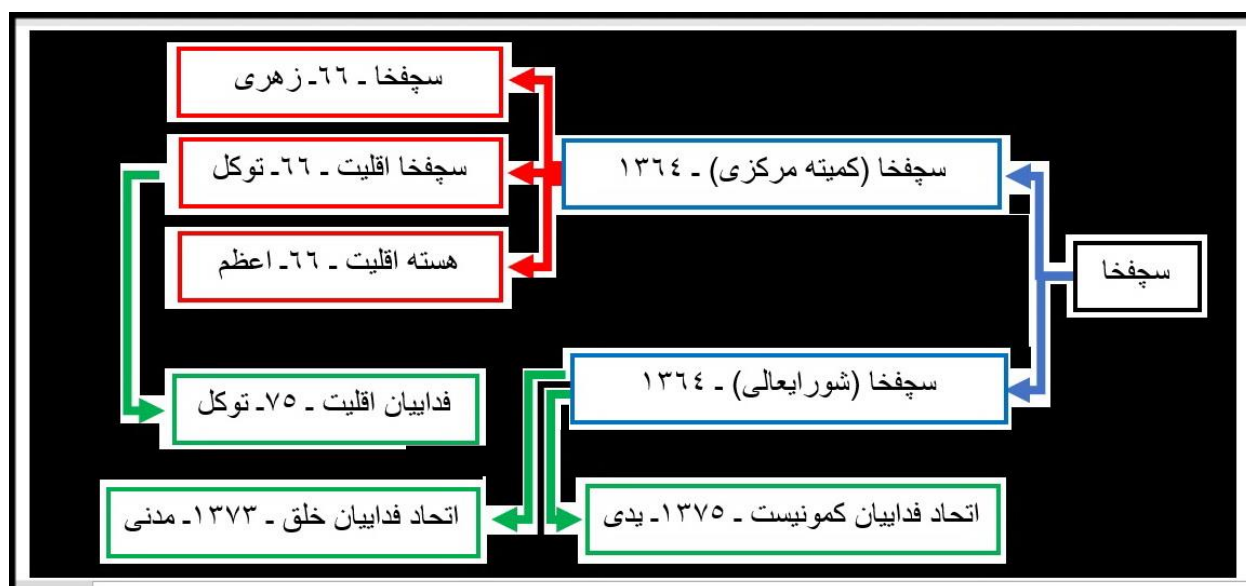 سچفخا
سچفخا (کمیته مرکزی) ـ ١٣٦٤
سچفخا ـ ٦٦ـ زهری
سچفخا اقلیت ـ ٦٦ـ توکل
هسته اقلیت ـ ٦٦ـ اعظم
فداییان اقلیت ـ ٧٥ـ توکل
سچفخا (شورایعالی) ـ ١٣٦٤
اتحاد فداییان کمونیست ـ ١٣٧٥ـ یدی
اتحاد فداییان خلق ـ ١٣٧٣ـ مدنی